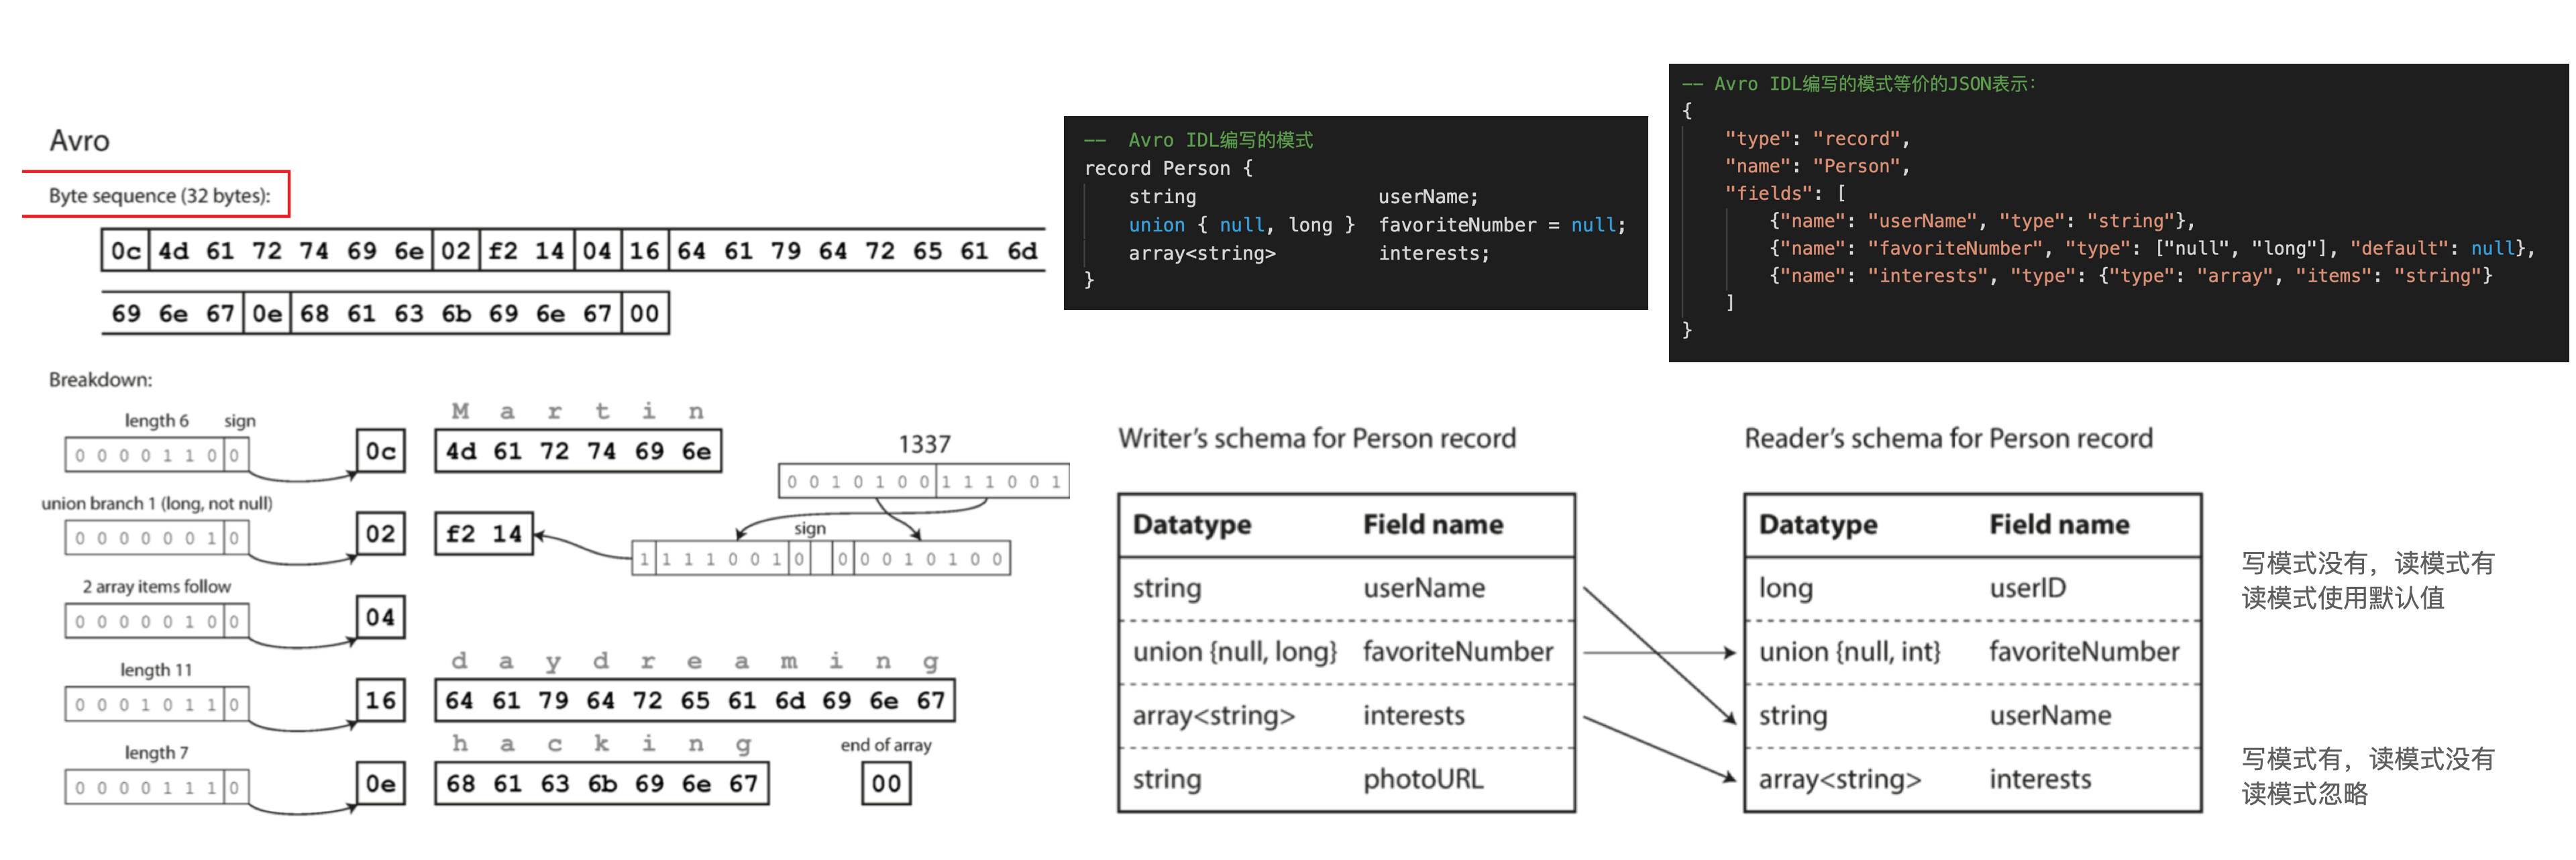 Avro
Byte sequence (32 bytes):
0c 4d 61 72 74 69 6e 02 f2 14 04 16 64 61 79 64 72 65 61 6d
69 6e 67 0e 68 61 63 6b 69 6e 67 00
Breakdown:
length 6 sign
0 0 0 0 1 1 0 0
0c
M a r t i n
4d 61 72 74 69 6e
union branch 1 (long, not null)
0 0 0 0 0 0 1 0
02
f2 14
1337
0 0 1 0 1 0 0 1 1 1 0 0 1
sign
1 1 1 1 0 0 1 0 0 0 0 1 0 1 0 0
2 array items follow
0 0 0 0 0 1 0 0
04
length 11
0 0 0 1 0 1 1 0
16
d a y d r e a m i n g
64 61 79 64 72 65 61 6d 69 6e 67
length 7
0 0 0 0 1 1 1 0
0e
h a c k i n g
68 61 63 6b 69 6e 67
end of array
00
-- Avro IDL编写的模式
record Person {
string userName;
union { null, long } favoriteNumber = null;
array<string> interests;
}
-- Avro IDL编写的模式等价的JSON表示：
{
"type": "record",
"name": "Person",
"fields": [
{"name": "userName", "type": "string"},
{"name": "favoriteNumber", "type": ["null", "long"], "default": null},
{"name": "interests", "type": {"type": "array", "items": "string"}
]
}
Writer's schema for Person record
Datatype Field name
string userName
union {null, long} favoriteNumber
array<string> interests
string photoURL
Reader's schema for Person record
Datatype Field name
long userID
union {null, int} favoriteNumber
string userName
array<string> interests
写模式没有，读模式有
读模式使用默认值
写模式有，读模式没有
读模式忽略